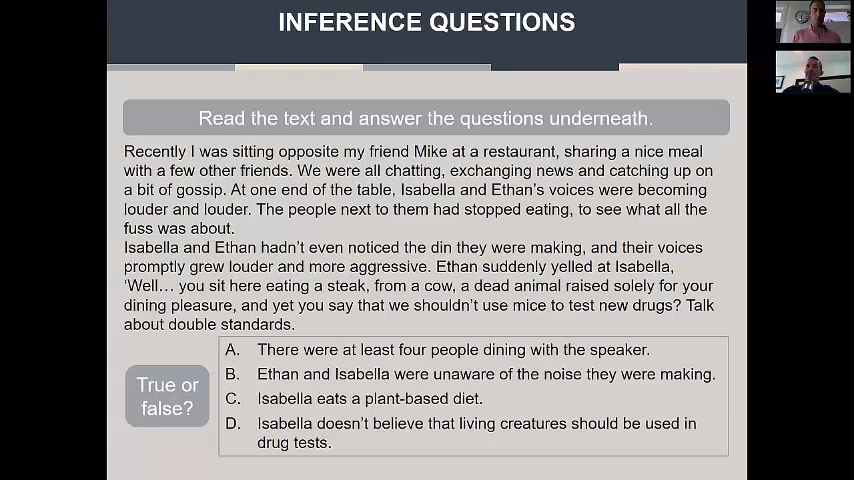 INFERENCE QUESTIONS
Read the text and answer the questions underneath.
Recently I was sitting opposite my friend Mike at a restaurant, sharing a nice meal
with a few other friends. We were all chatting, exchanging news and catching up on
a bit of gossip. At one end of the table, Isabella and Ethan's voices were becoming
louder and louder. The people next to them had stopped eating, to see what all the
fuss was about.
Isabella and Ethan hadn't even noticed the din they were making, and their voices
promptly grew louder and more aggressive. Ethan suddenly yelled at Isabella,
'Well… you sit here eating a steak, from a cow, a dead animal raised solely for your
dining pleasure, and yet you say that we shouldn't use mice to test new drugs? Talk
about double standards.
True or
false?
A. There were at least four people dining with the speaker.
B. Ethan and Isabella were unaware of the noise they were making.
C. Isabella eats a plant-based diet.
D. Isabella doesn't believe that living creatures should be used in
drug tests.